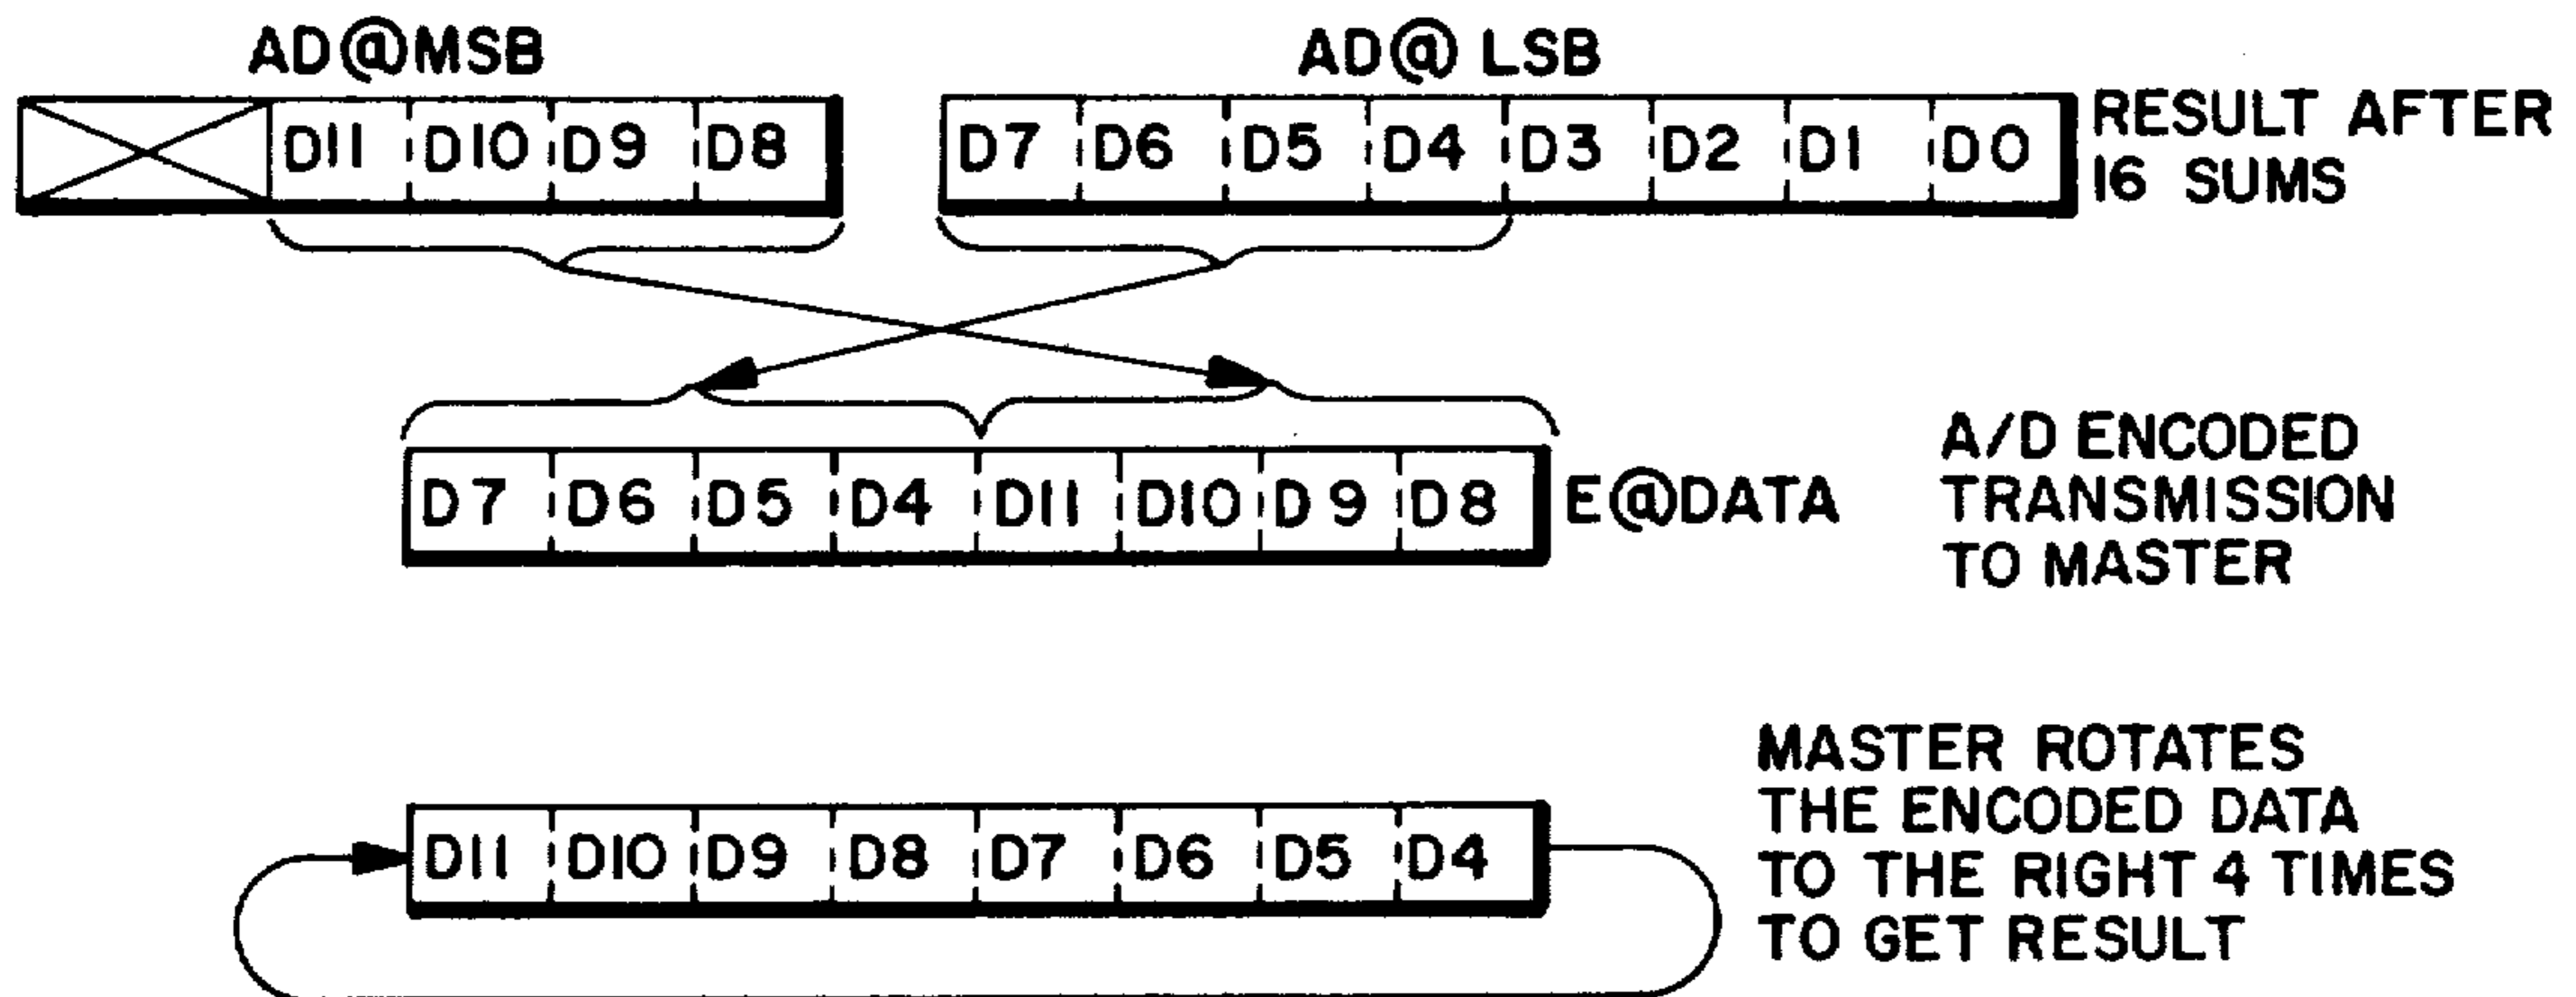 AD@MSB
AD@ LSB
D11 D10 D9 D8
D7 D6 D5 D4 D3 D2 D1 D0
RESULT AFTER
16 SUMS
D7 D6 D5 D4 D11 D10 D9 D8
E@DATA
A/D ENCODED
TRANSMISSION
TO MASTER
D11 D10 D9 D8 D7 D6 D5 D4
MASTER ROTATES
THE ENCODED DATA
TO THE RIGHT 4 TIMES
TO GET RESULT